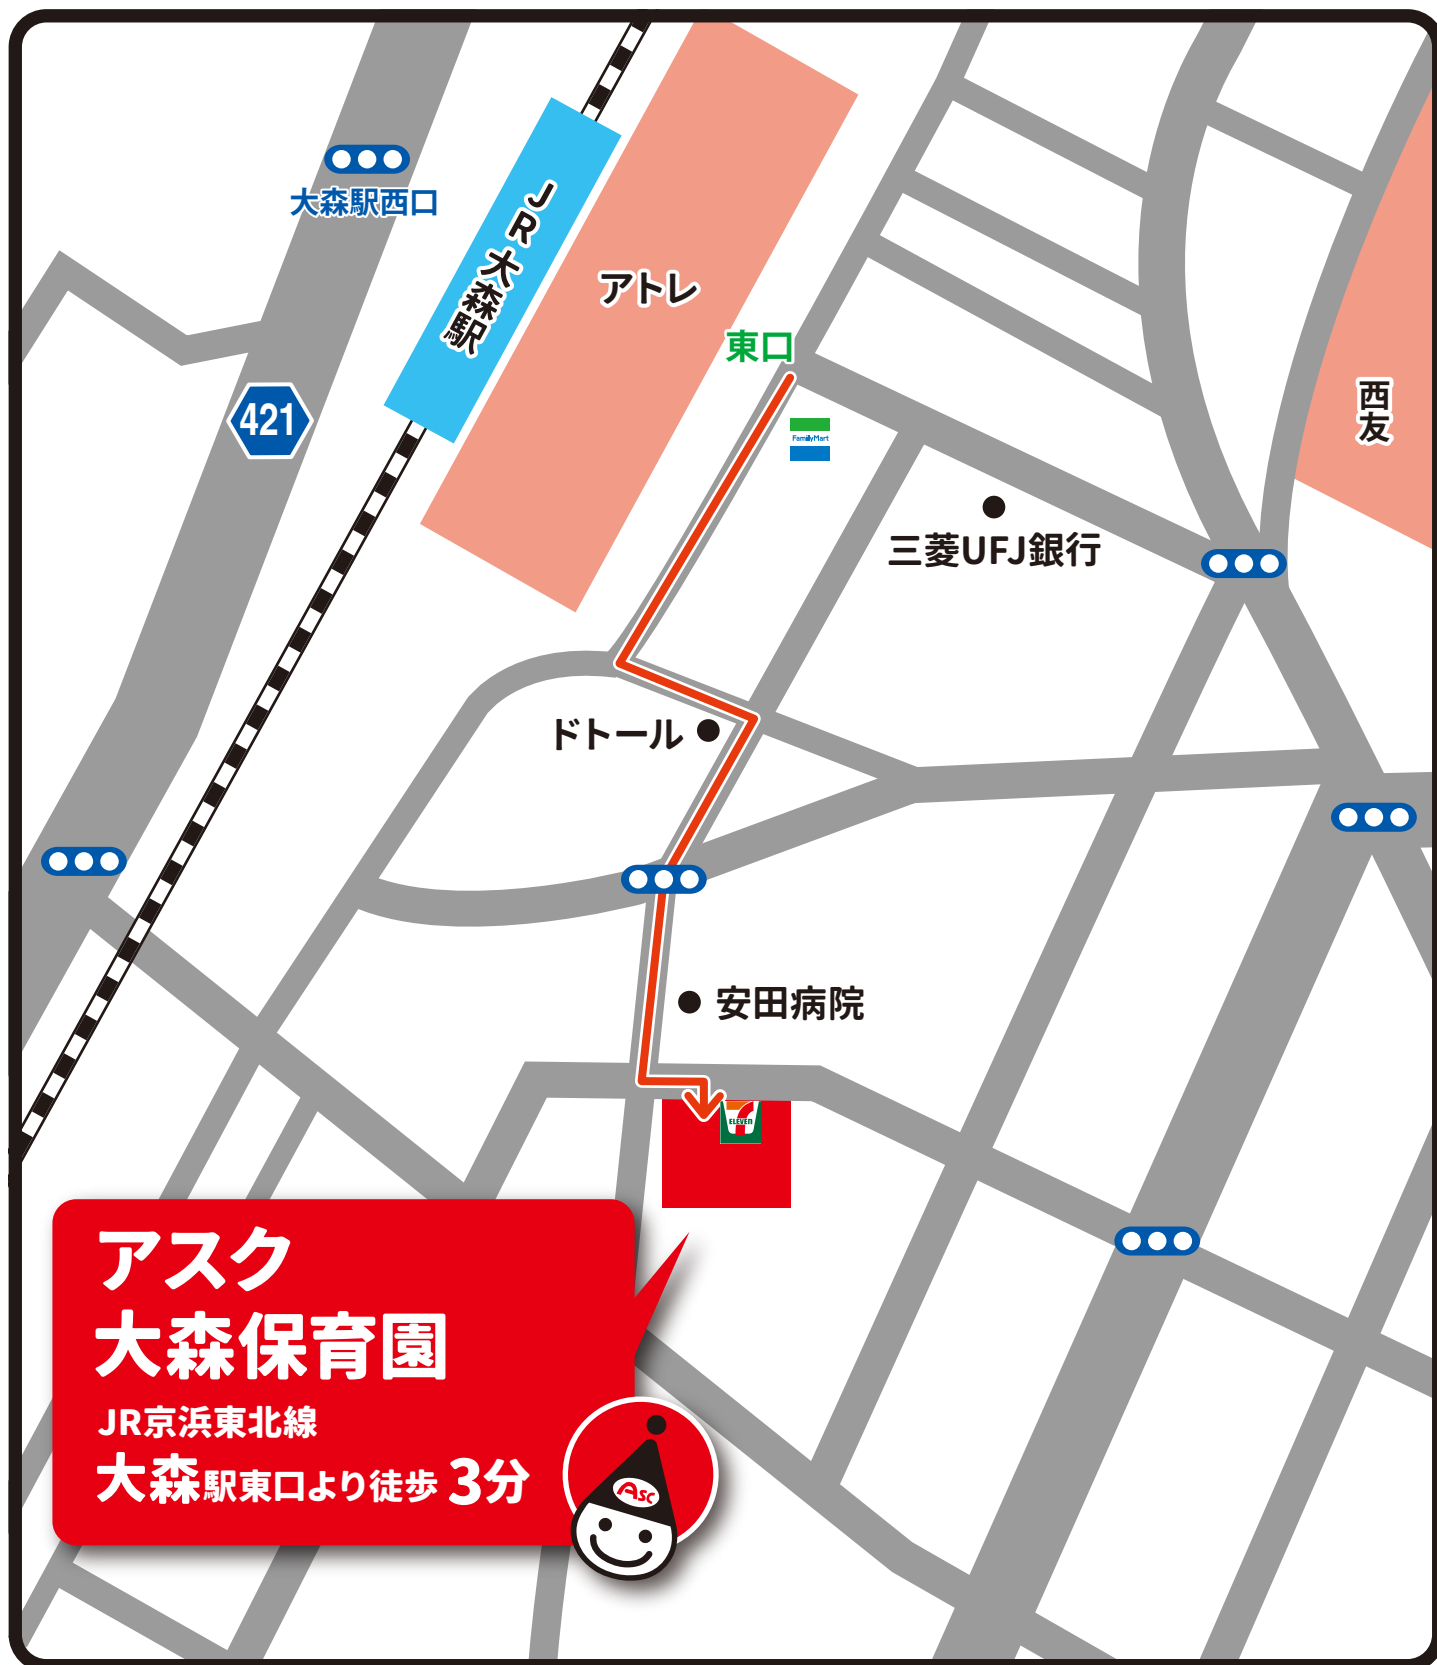 大森駅西口
JR大森駅
アトレ
東口
FamilyMart
421
西友
三菱UFJ銀行
ドトール
安田病院
7
ELEVEN
アスク
大森保育園
JR京浜東北線
大森駅東口より徒歩 3分
ASC